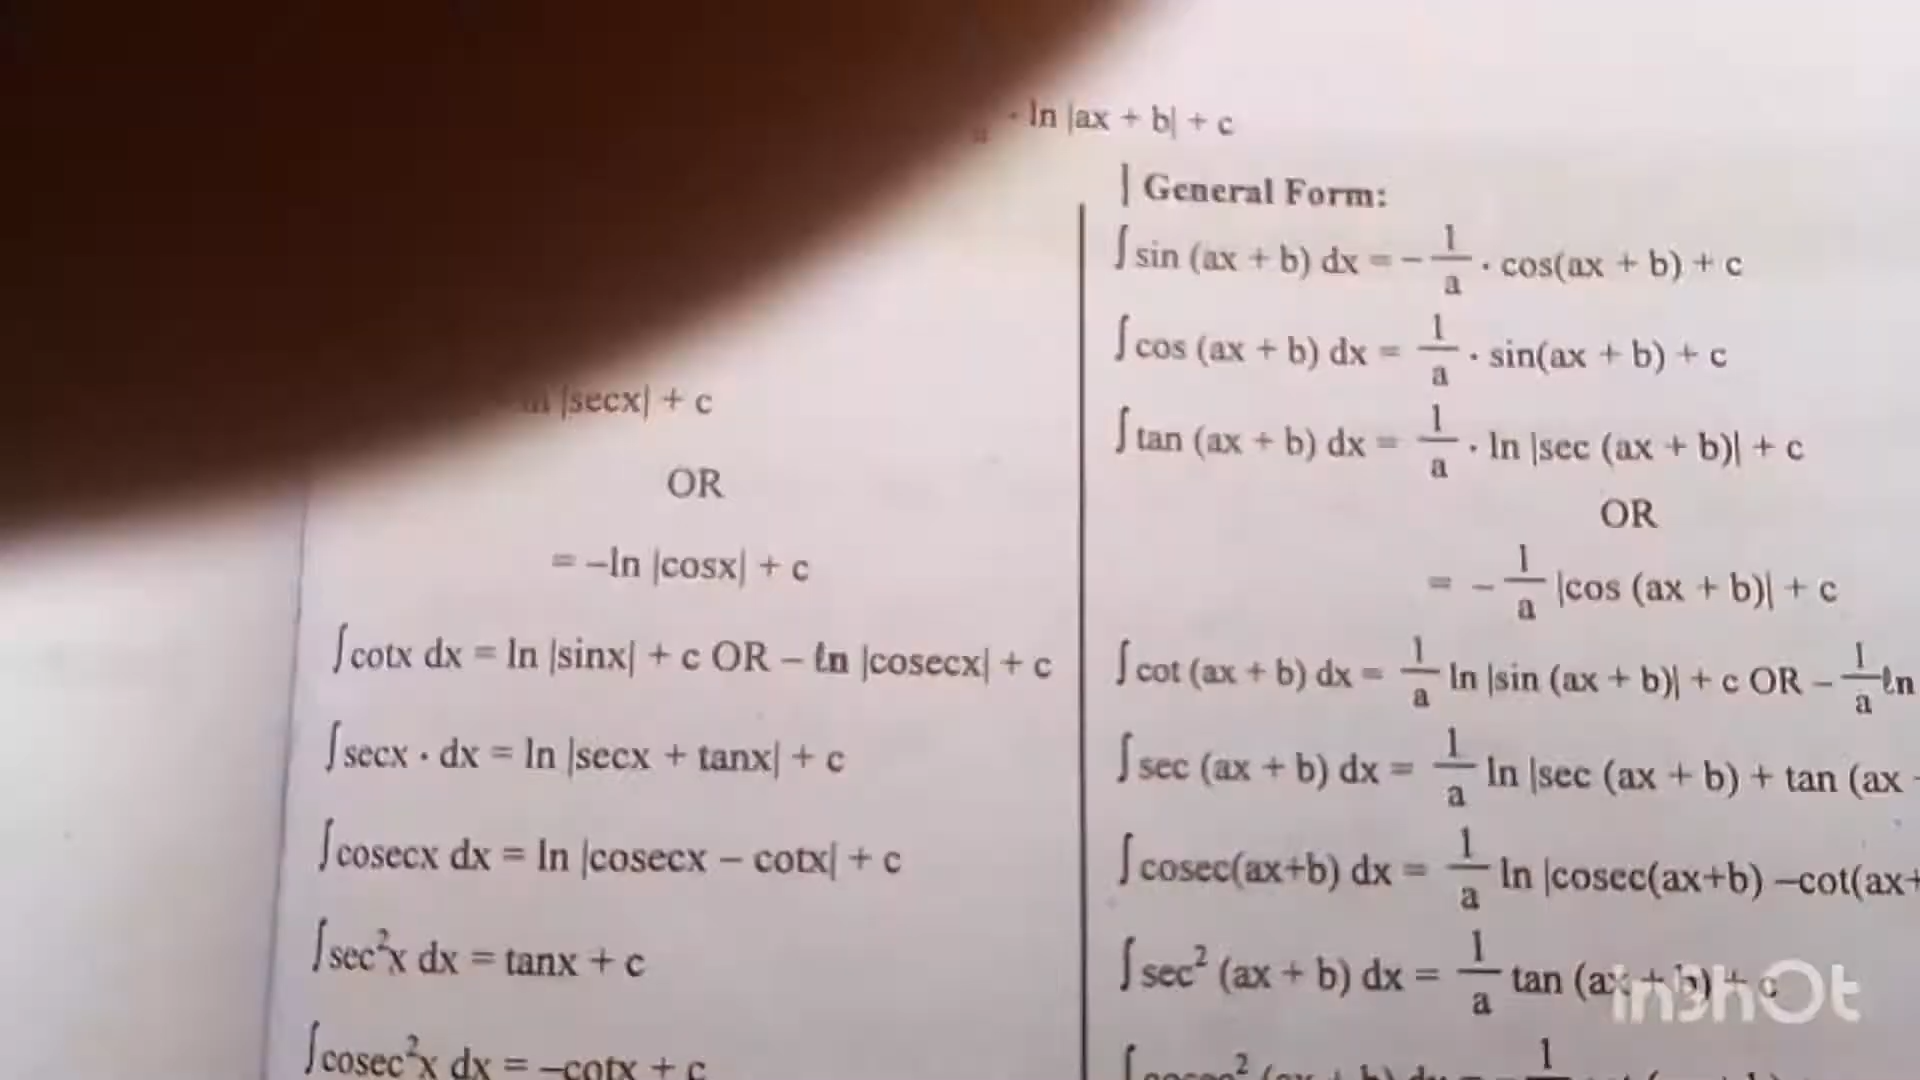 · ln |ax + b| + c
General Form:
∫ sin (ax + b) dx = – 1/a · cos(ax + b) + c
∫ cos (ax + b) dx = 1/a · sin(ax + b) + c
∫ tan (ax + b) dx = 1/a · ln |sec (ax + b)| + c
OR
= – 1/a |cos (ax + b)| + c
∫ cot (ax + b) dx = 1/a ln |sin (ax + b)| + c OR – 1/a ℓn
∫ sec (ax + b) dx = 1/a ln |sec (ax + b) + tan (ax
∫ cosec(ax+b) dx = 1/a ln |cosec(ax+b) –cot(ax+
∫ sec² (ax + b) dx = 1/a tan (ax + b) + c
|secx| + c
OR
= –ln |cosx| + c
∫ cotx dx = ln |sinx| + c OR – ℓn |cosecx| + c
∫ secx · dx = ln |secx + tanx| + c
∫ cosecx dx = ln |cosecx – cotx| + c
∫ sec²x dx = tanx + c
∫ cosec²x dx = –cotx + c
InShOt